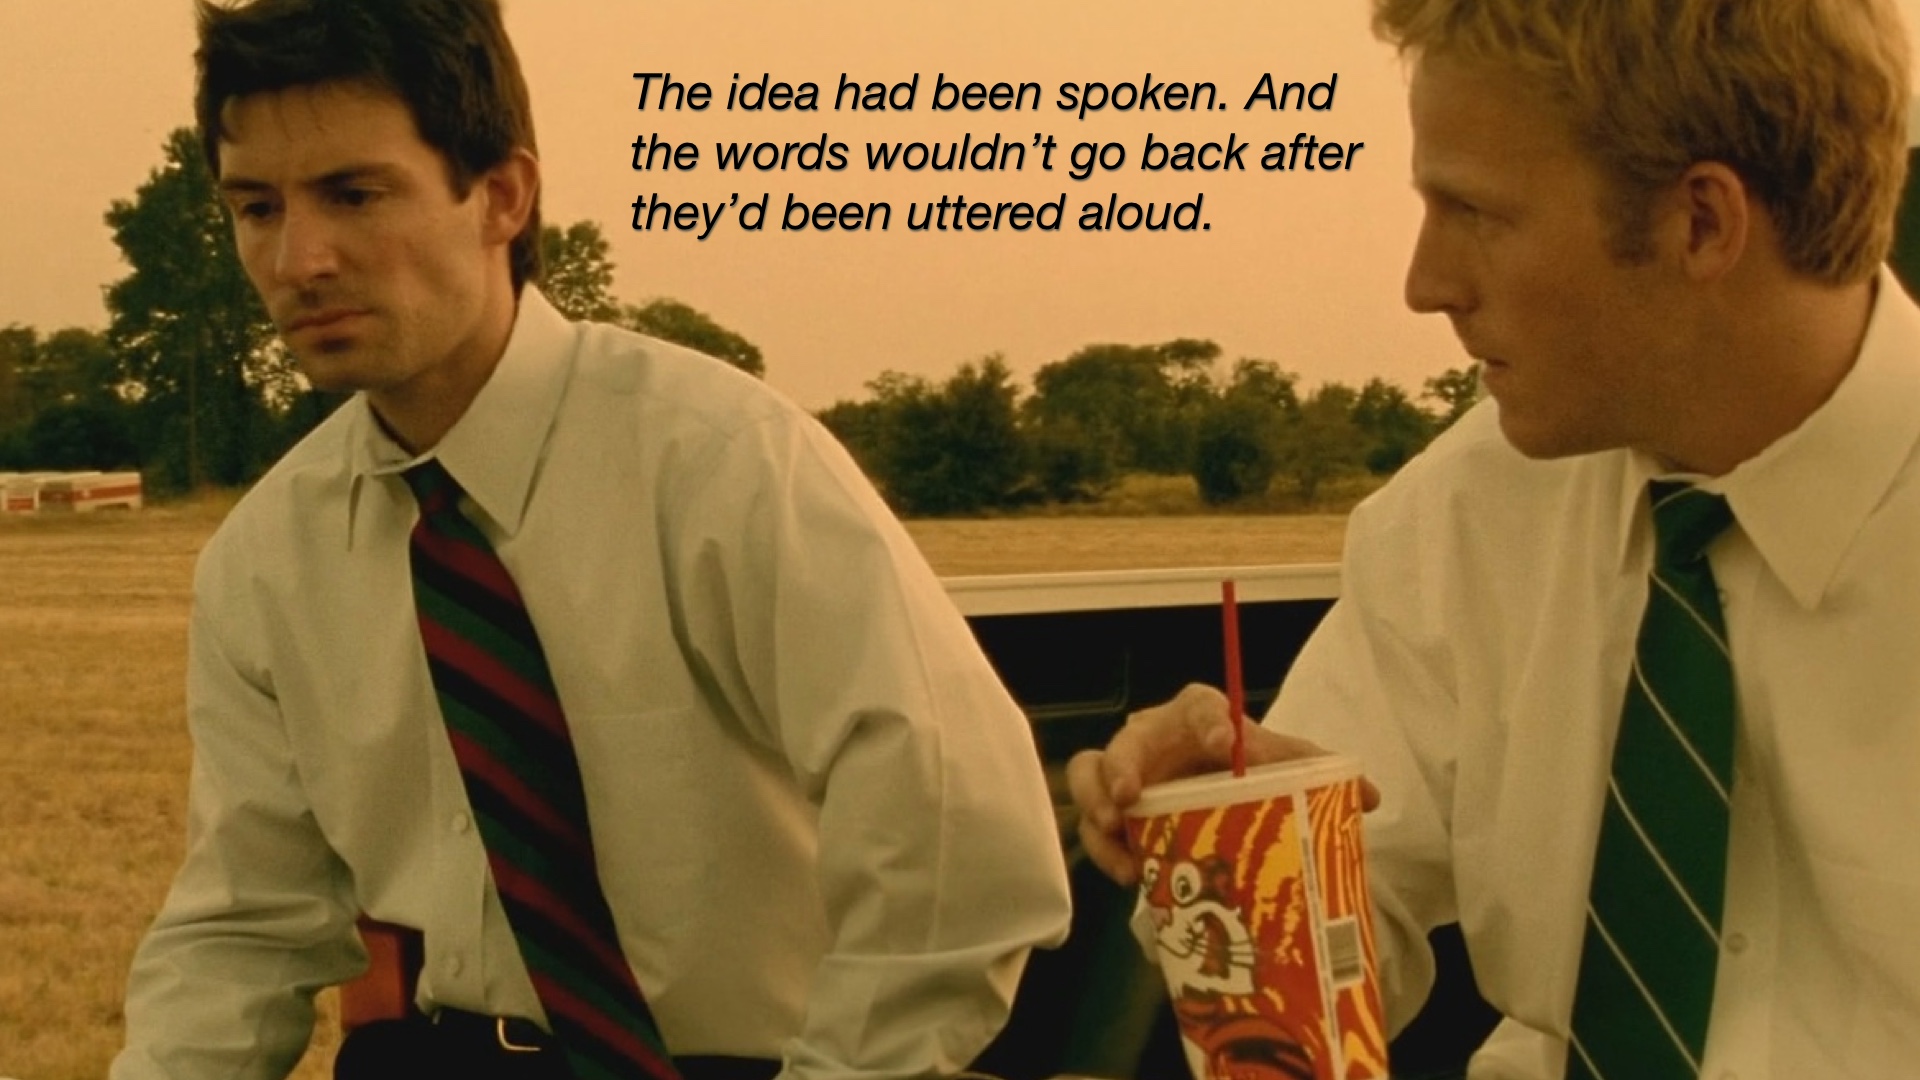 The idea had been spoken. And
the words wouldn’t go back after
they’d been uttered aloud.